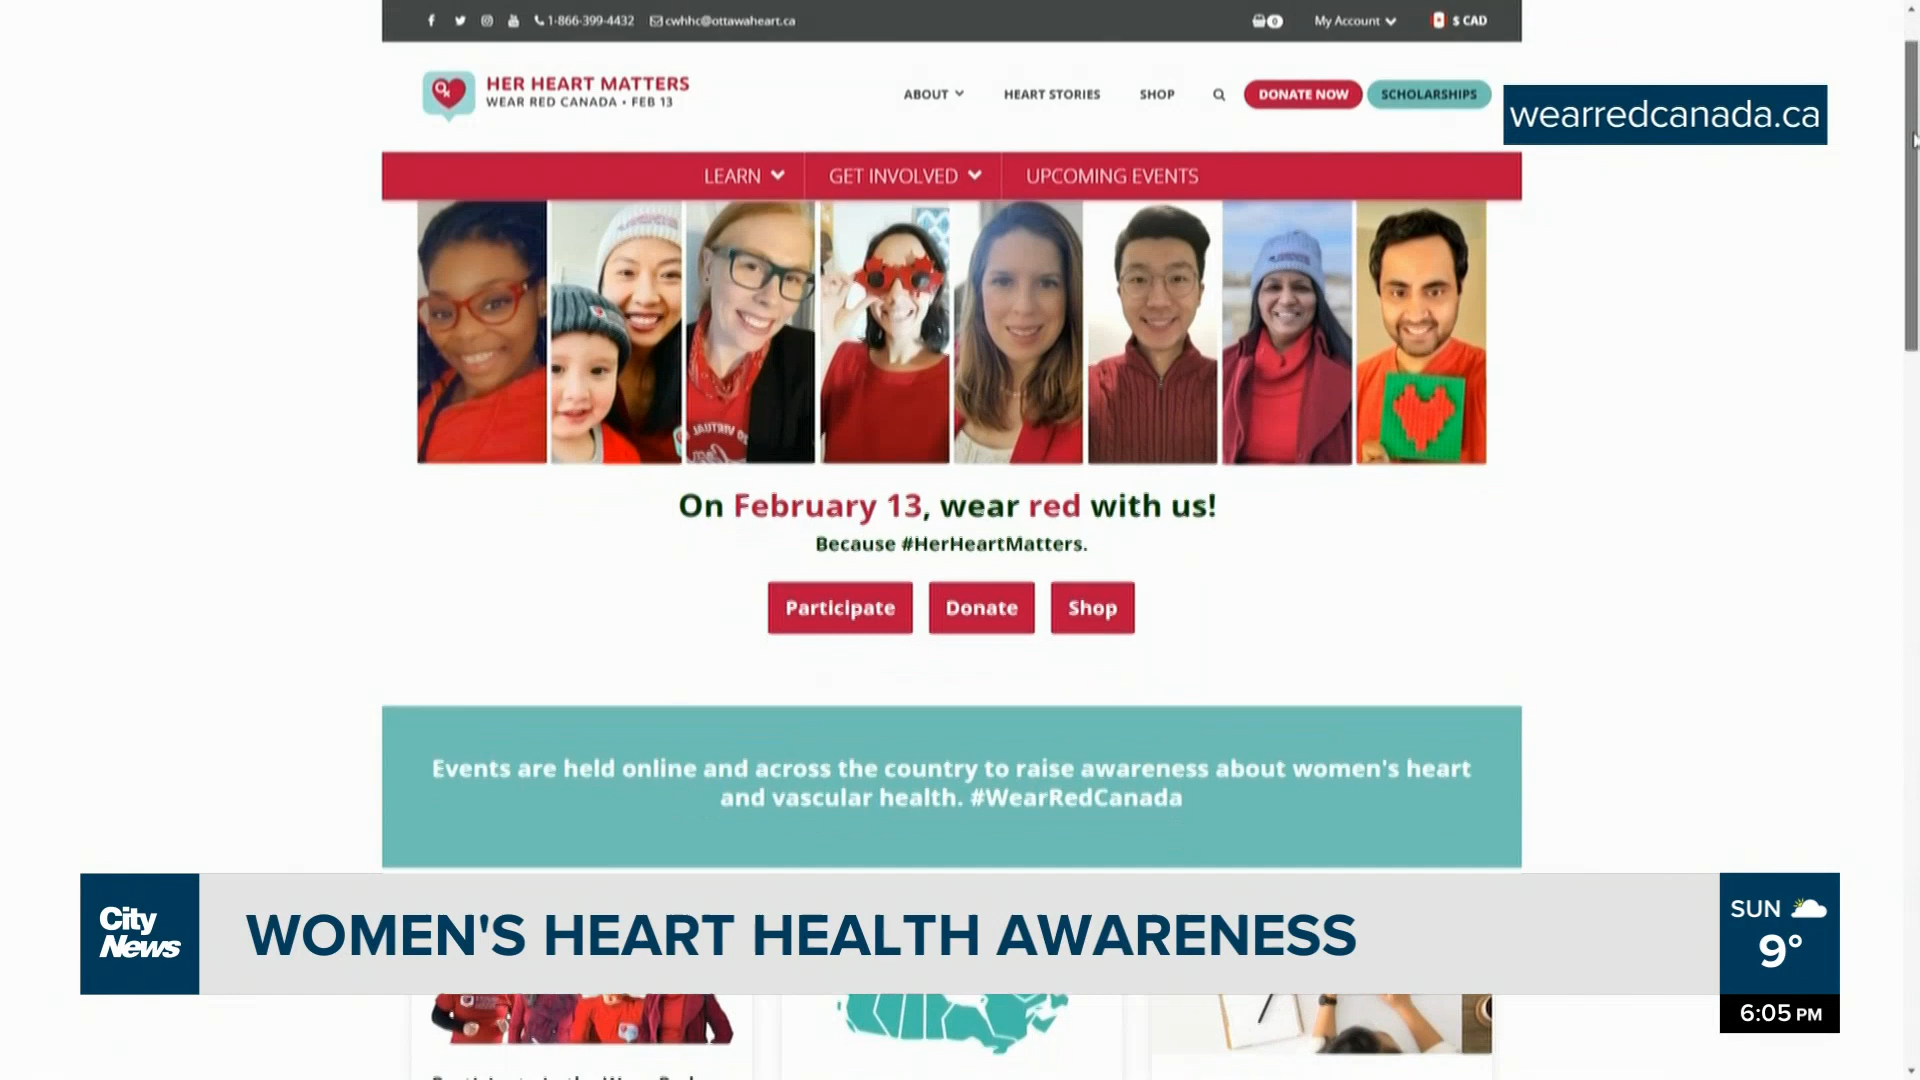 1-866-399-4432 cwhhc@ottawaheart.ca
0 My Account $ CAD
HER HEART MATTERS
WEAR RED CANADA • FEB 13
ABOUT HEART STORIES SHOP DONATE NOW SCHOLARSHIPS
wearredcanada.ca
LEARN GET INVOLVED UPCOMING EVENTS
On February 13, wear red with us!
Because #HerHeartMatters.
Participate Donate Shop
Events are held online and across the country to raise awareness about women's heart
and vascular health. #WearRedCanada
City
News
WOMEN'S HEART HEALTH AWARENESS
SUN
9°
6:05 PM